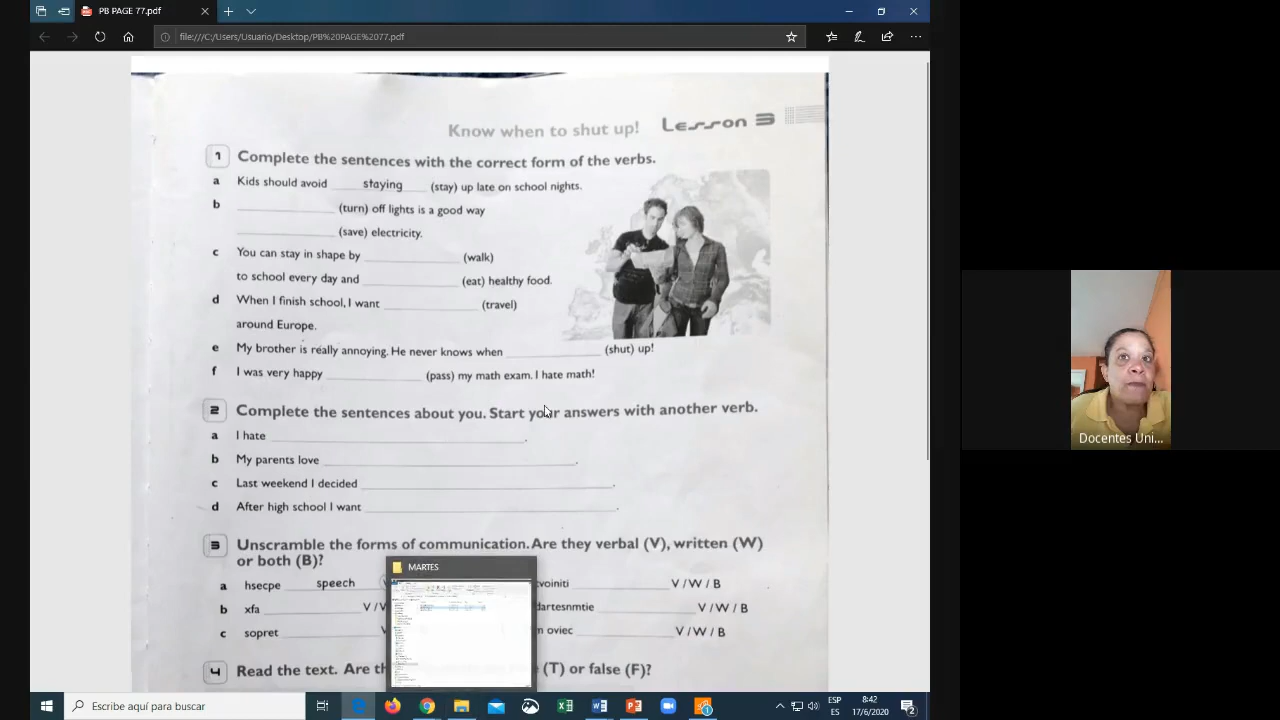 PB PAGE 77.pdf
file:///C:/Users/Usuario/Desktop/PB%20PAGE%2077.pdf
Know when to shut up! Lesson 3
1 Complete the sentences with the correct form of the verbs.
a Kids should avoid staying (stay) up late on school nights.
b (turn) off lights is a good way
(save) electricity.
c You can stay in shape by (walk)
to school every day and (eat) healthy food.
d When I finish school, I want (travel)
around Europe.
e My brother is really annoying. He never knows when (shut) up!
f I was very happy (pass) my math exam. I hate math!
2 Complete the sentences about you. Start your answers with another verb.
a I hate .
b My parents love .
c Last weekend I decided .
d After high school I want .
3 Unscramble the forms of communication. Are they verbal (V), written (W)
or both (B)?
a hsecpe speech voiniti V / W / B
b xfa V / V dartesnmtie V / W / B
c sopret V n oviec V / W / B
4 Read the text. Are th (T) or false (F)?
MARTES
Docentes Uni...
Escribe aquí para buscar
ESP
ES
8:42
17/6/2020
2
1